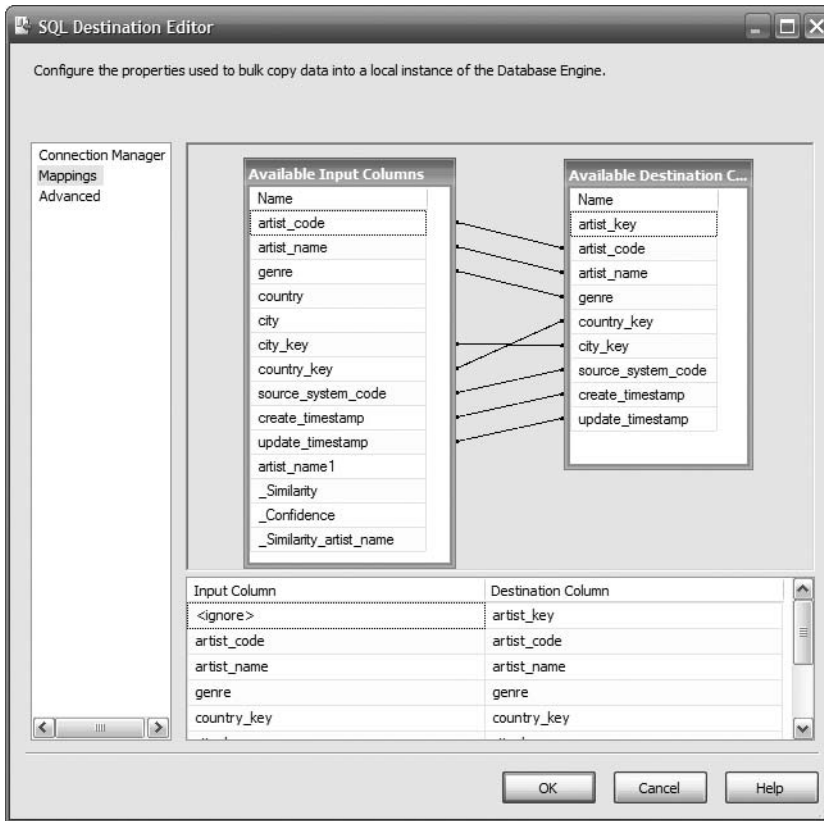 SQL Destination Editor
Configure the properties used to bulk copy data into a local instance of the Database Engine.
Connection Manager
Mappings
Advanced
Available Input Columns
Name
artist_code
artist_name
genre
country
city
city_key
country_key
source_system_code
create_timestamp
update_timestamp
artist_name1
_Similarity
_Confidence
_Similarity_artist_name
Available Destination C...
Name
artist_key
artist_code
artist_name
genre
country_key
city_key
source_system_code
create_timestamp
update_timestamp
Input Column Destination Column
<ignore> artist_key
artist_code artist_code
artist_name artist_name
genre genre
country_key country_key
OK Cancel Help